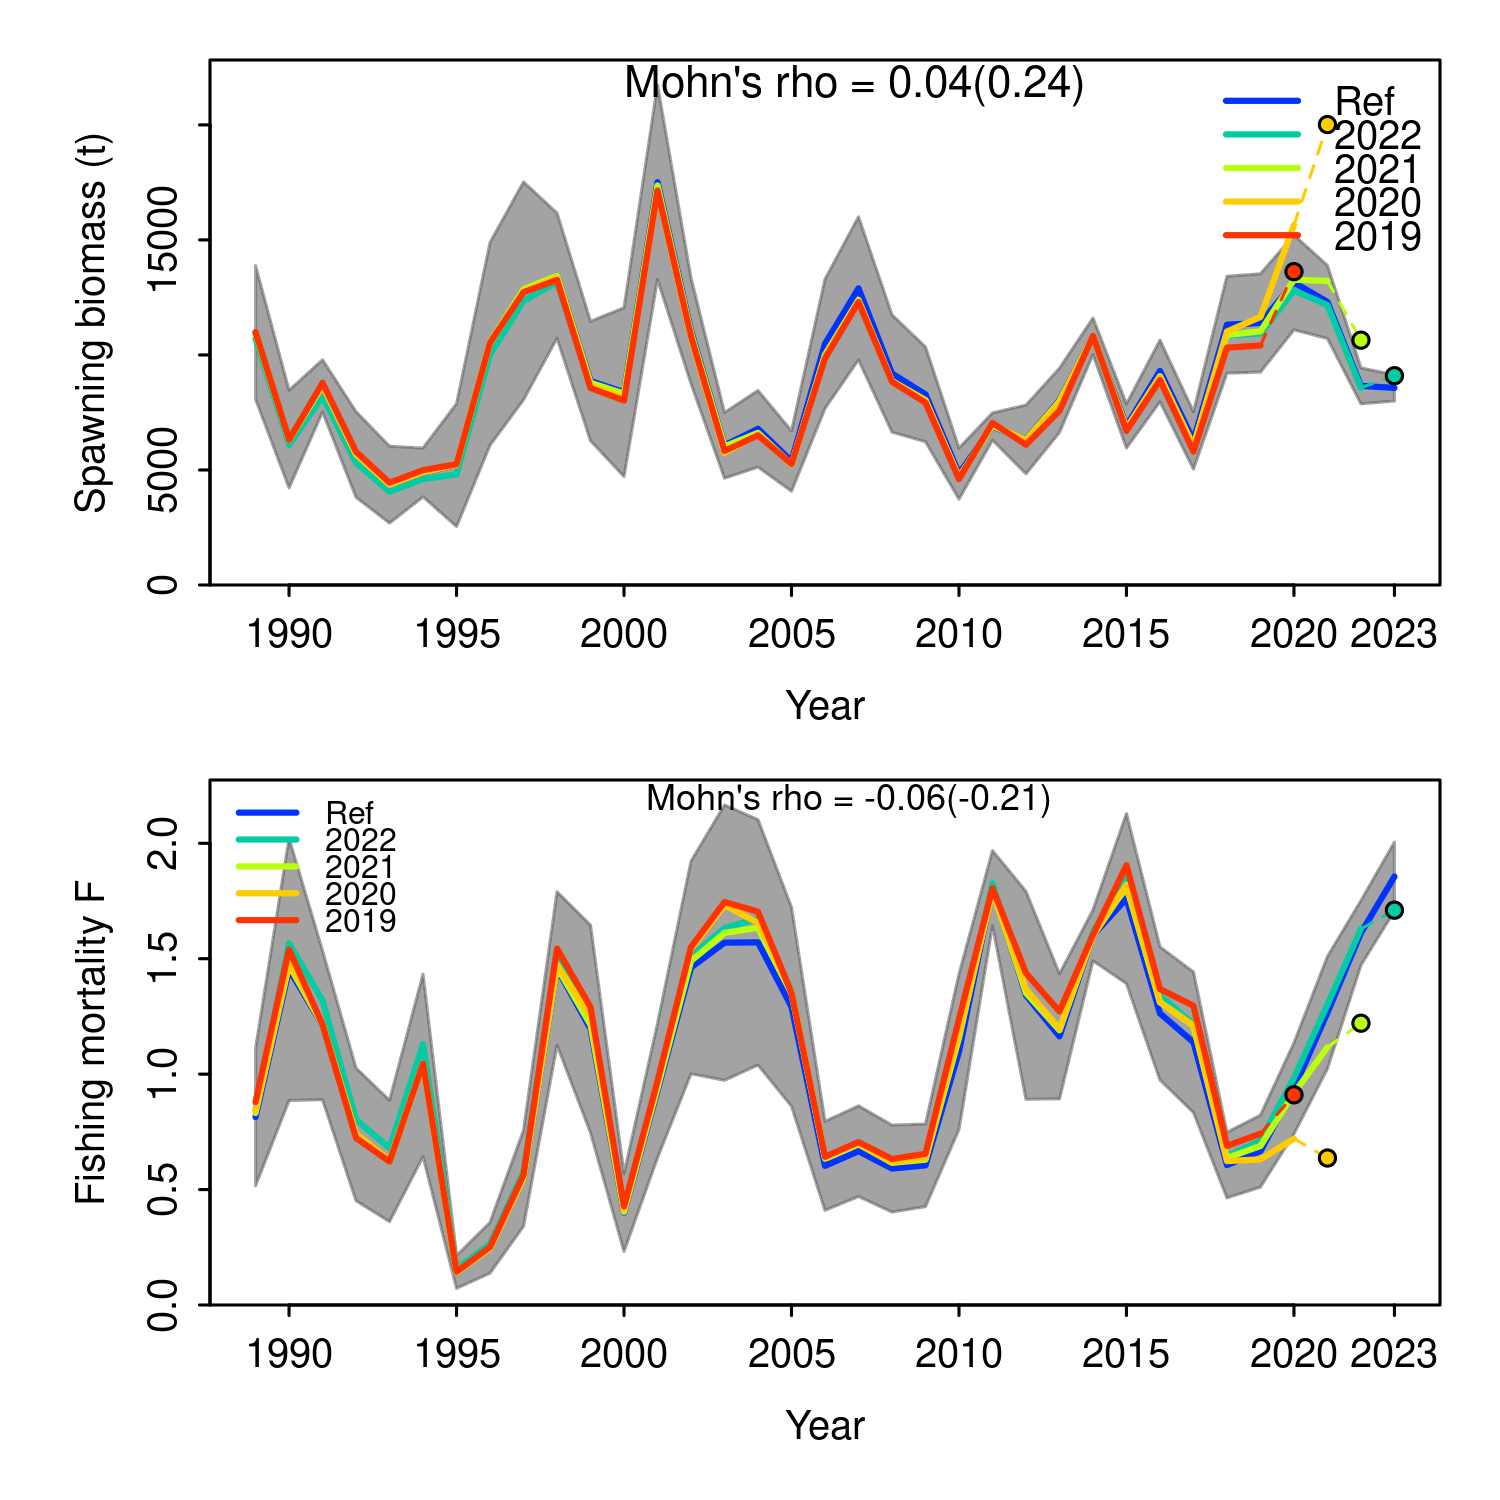 Mohn's rho = 0.04(0.24)
Ref
2022
2021
2020
2019
Spawning biomass (t)
0
5000
15000
1990 1995 2000 2005 2010 2015 2020 2023
Year
Mohn's rho = -0.06(-0.21)
Ref
2022
2021
2020
2019
Fishing mortality F
0.0
0.5
1.0
1.5
2.0
1990 1995 2000 2005 2010 2015 2020 2023
Year